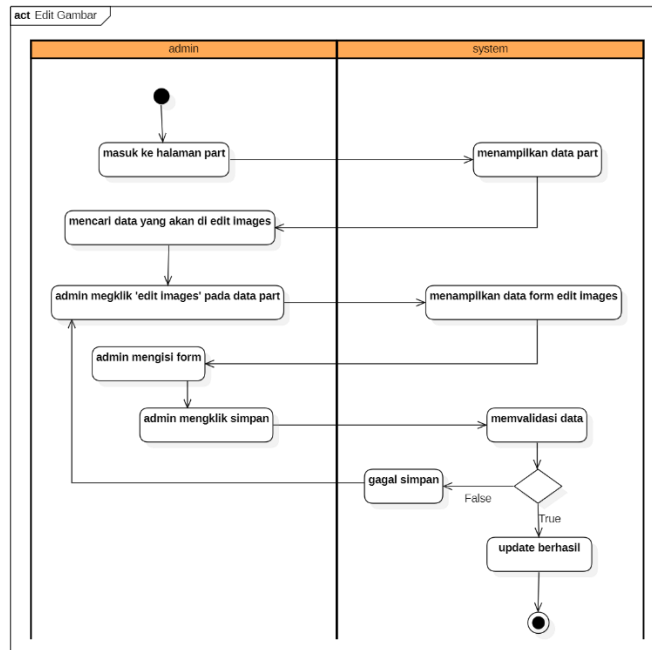 act Edit Gambar
admin
system
masuk ke halaman part
menampilkan data part
mencari data yang akan di edit images
admin megklik 'edit images' pada data part
menampilkan data form edit images
admin mengisi form
admin mengklik simpan
memvalidasi data
gagal simpan
False
True
update berhasil